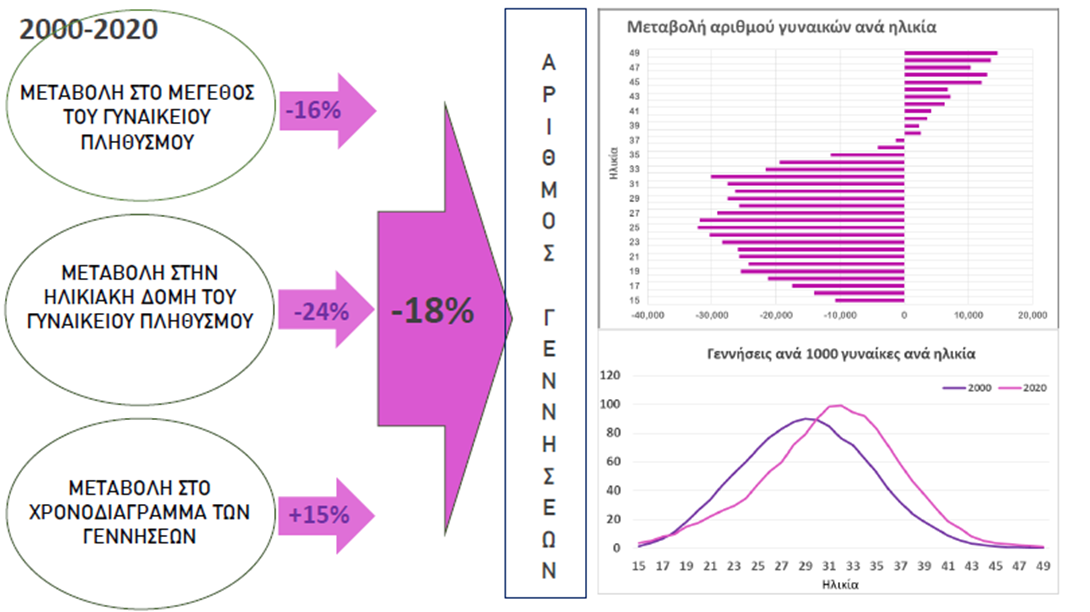 2000-2020
ΜΕΤΑΒΟΛΗ ΣΤΟ ΜΕΓΕΘΟΣ
ΤΟΥ ΓΥΝΑΙΚΕΙΟΥ
ΠΛΗΘΥΣΜΟΥ
-16%
ΜΕΤΑΒΟΛΗ ΣΤΗΝ
ΗΛΙΚΙΑΚΗ ΔΟΜΗ ΤΟΥ
ΓΥΝΑΙΚΕΙΟΥ ΠΛΗΘΥΣΜΟΥ
-24%
ΜΕΤΑΒΟΛΗ ΣΤΟ
ΧΡΟΝΟΔΙΑΓΡΑΜΜΑ ΤΩΝ
ΓΕΝΝΗΣΕΩΝ
+15%
-18%
ΑΡΙΘΜΟΣ ΓΕΝΝΗΣΕΩΝ
Μεταβολή αριθμού γυναικών ανά ηλικία
Ηλικία
49
47
45
43
41
39
37
35
33
31
29
27
25
23
21
19
17
15
-40,000 -30,000 -20,000 -10,000 0 10,000 20,000
Γεννήσεις ανά 1000 γυναίκες ανά ηλικία
2000 2020
120
100
80
60
40
20
0
15 17 19 21 23 25 27 29 31 33 35 37 39 41 43 45 47 49
Ηλικία